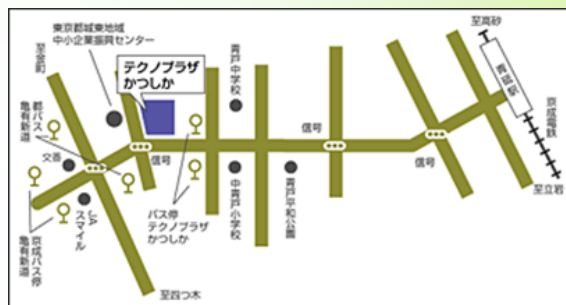 東京都城東地域
中小企業振興センター
テクノプラザ
かつしか
至金町
都バス
亀有新道
交番
信号
JA
スマイル
京成バス停
亀有新道
至四つ木
バス停
テクノプラザ
かつしか
青戸中学校
中青戸小学校
青戸平和公園
信号
信号
至高砂
青砥駅
京成電鉄
至立石